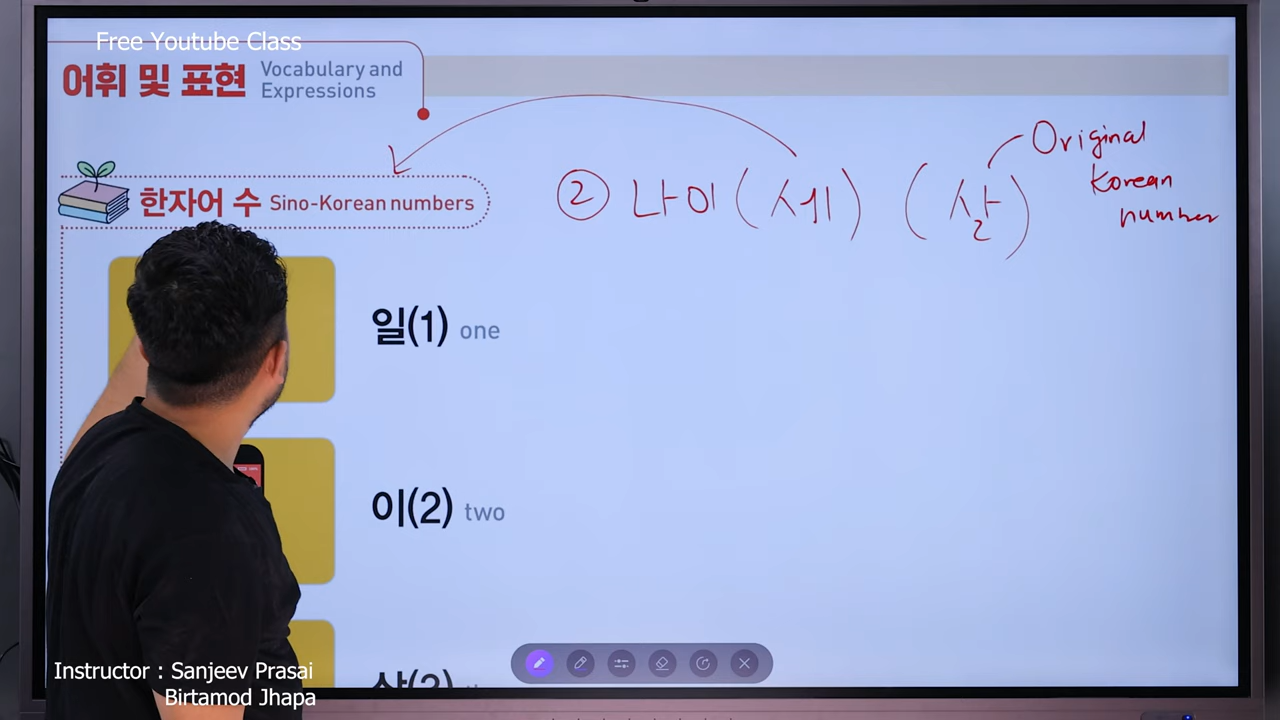 Free Youtube Class
어휘 및 표현 Vocabulary and Expressions
한자어 수 Sino-Korean numbers
② 나이 (세) (살)
Original
Korean
number
일(1) one
이(2) two
삼(3)
Instructor : Sanjeev Prasai
Birtamod Jhapa